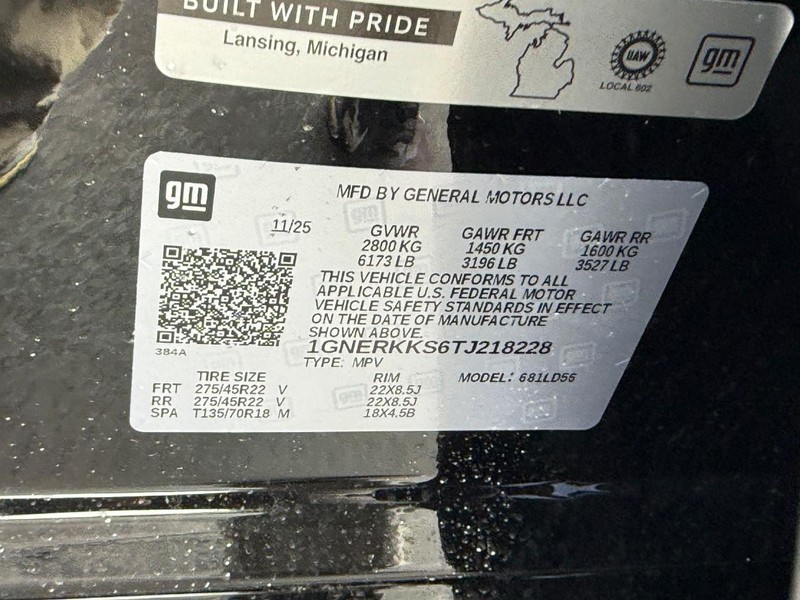 BUILT WITH PRIDE
Lansing, Michigan
UAW
LOCAL 602
gm
gm
MFD BY GENERAL MOTORS LLC
11/25 GVWR GAWR FRT GAWR RR
2800 KG 1450 KG 1600 KG
6173 LB 3196 LB 3527 LB
THIS VEHICLE CONFORMS TO ALL
APPLICABLE U.S. FEDERAL MOTOR
VEHICLE SAFETY STANDARDS IN EFFECT
ON THE DATE OF MANUFACTURE
SHOWN ABOVE.
384A
1GNERKKS6TJ218228
TYPE: MPV
TIRE SIZE RIM MODEL: 681LD56
FRT 275/45R22 V 22X8.5J
RR 275/45R22 V 22X8.5J
SPA T135/70R18 M 18X4.5B